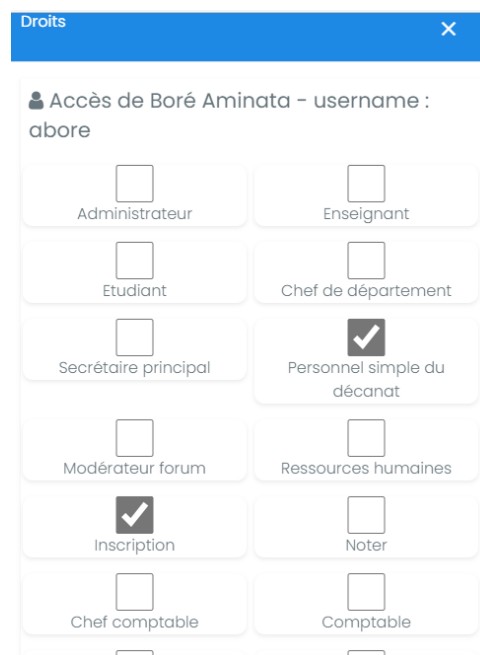 Droits
Accès de Boré Aminata - username :
abore
Administrateur
Enseignant
Etudiant
Chef de département
Secrétaire principal
Personnel simple du
décanat
Modérateur forum
Ressources humaines
Inscription
Noter
Chef comptable
Comptable